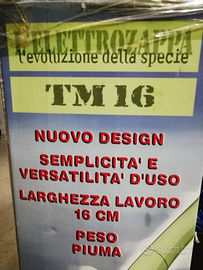 ELETTROZAPPA
l'evoluzione della specie
TM 16
NUOVO DESIGN
SEMPLICITA' E
VERSATILITA' D'USO
LARGHEZZA LAVORO
16 CM
PESO
PIUMA